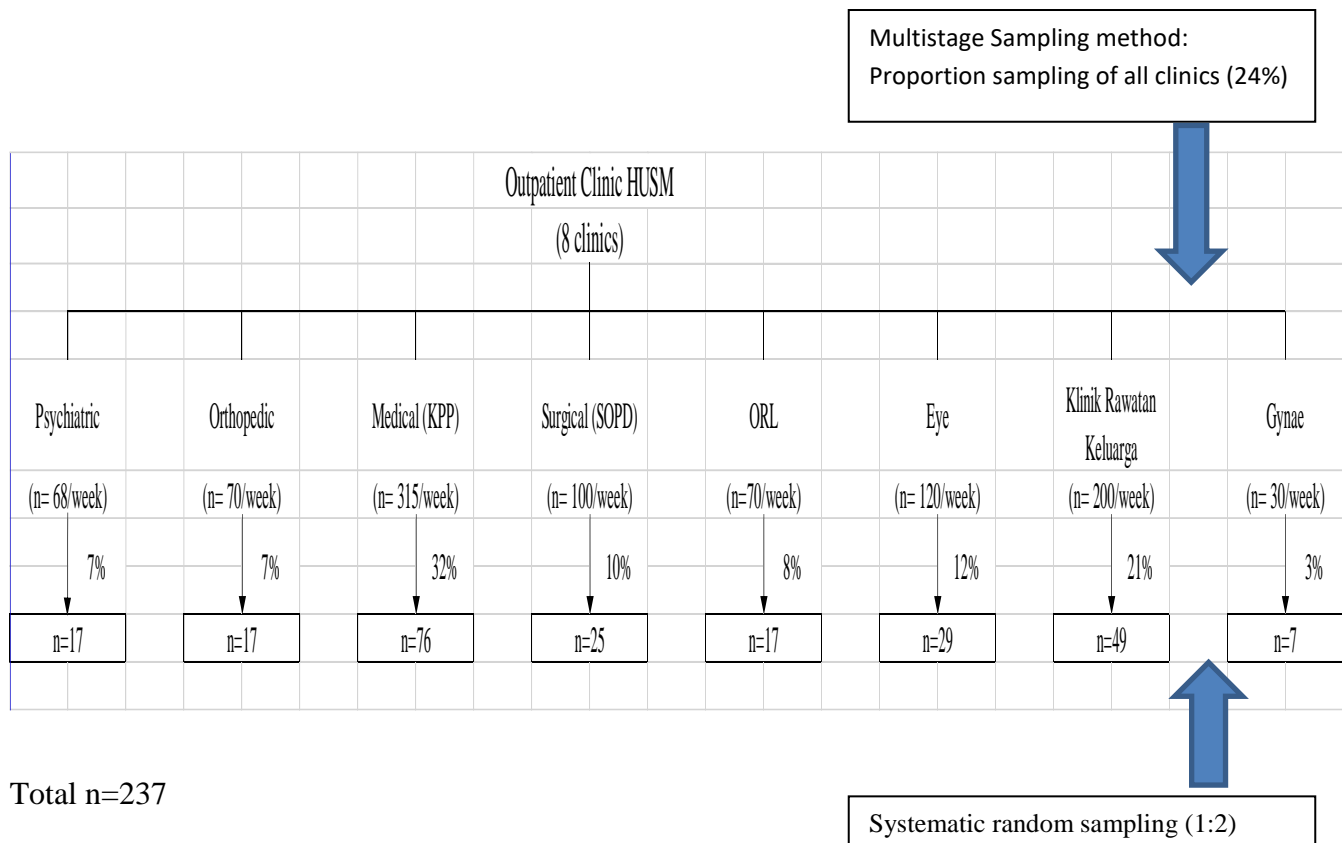 Multistage Sampling method:
Proportion sampling of all clinics (24%)
Outpatient Clinic HUSM
(8 clinics)
Psychiatric
Orthopedic
Medical (KPP)
Surgical (SOPD)
ORL
Eye
Klinik Rawatan
Keluarga
Gynae
(n= 68/week)
(n= 70/week)
(n= 315/week)
(n= 100/week)
(n=70/week)
(n= 120/week)
(n= 200/week)
(n= 30/week)
7%
7%
32%
10%
8%
12%
21%
3%
n=17
n=17
n=76
n=25
n=17
n=29
n=49
n=7
Total n=237
Systematic random sampling (1:2)